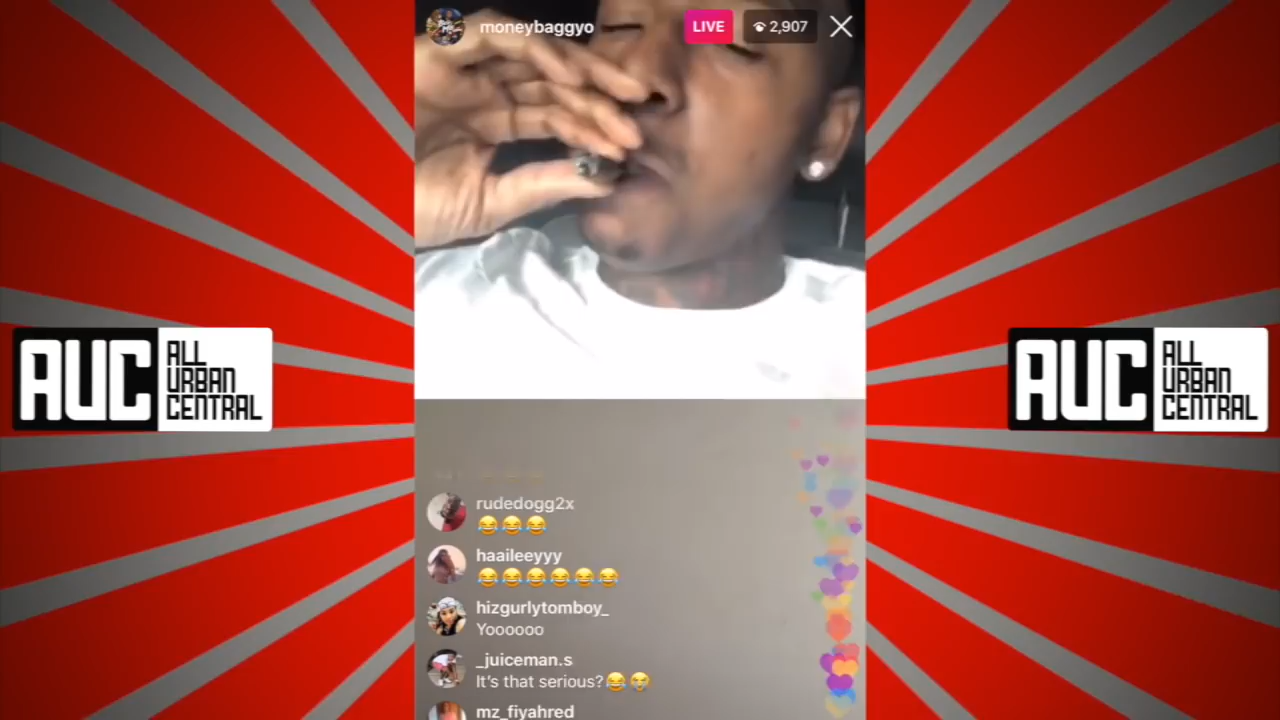 moneybaggyo
LIVE
2,907
AUC
ALL
URBAN
CENTRAL
AUC
ALL
URBAN
CENTRAL
rudedogg2x
😂😂😂
haaileeyyy
😂😂😂😂😂😂
hizgurlytomboy_
Yoooooo
_juiceman.s
It's that serious?😂😭
mz_fiyahred